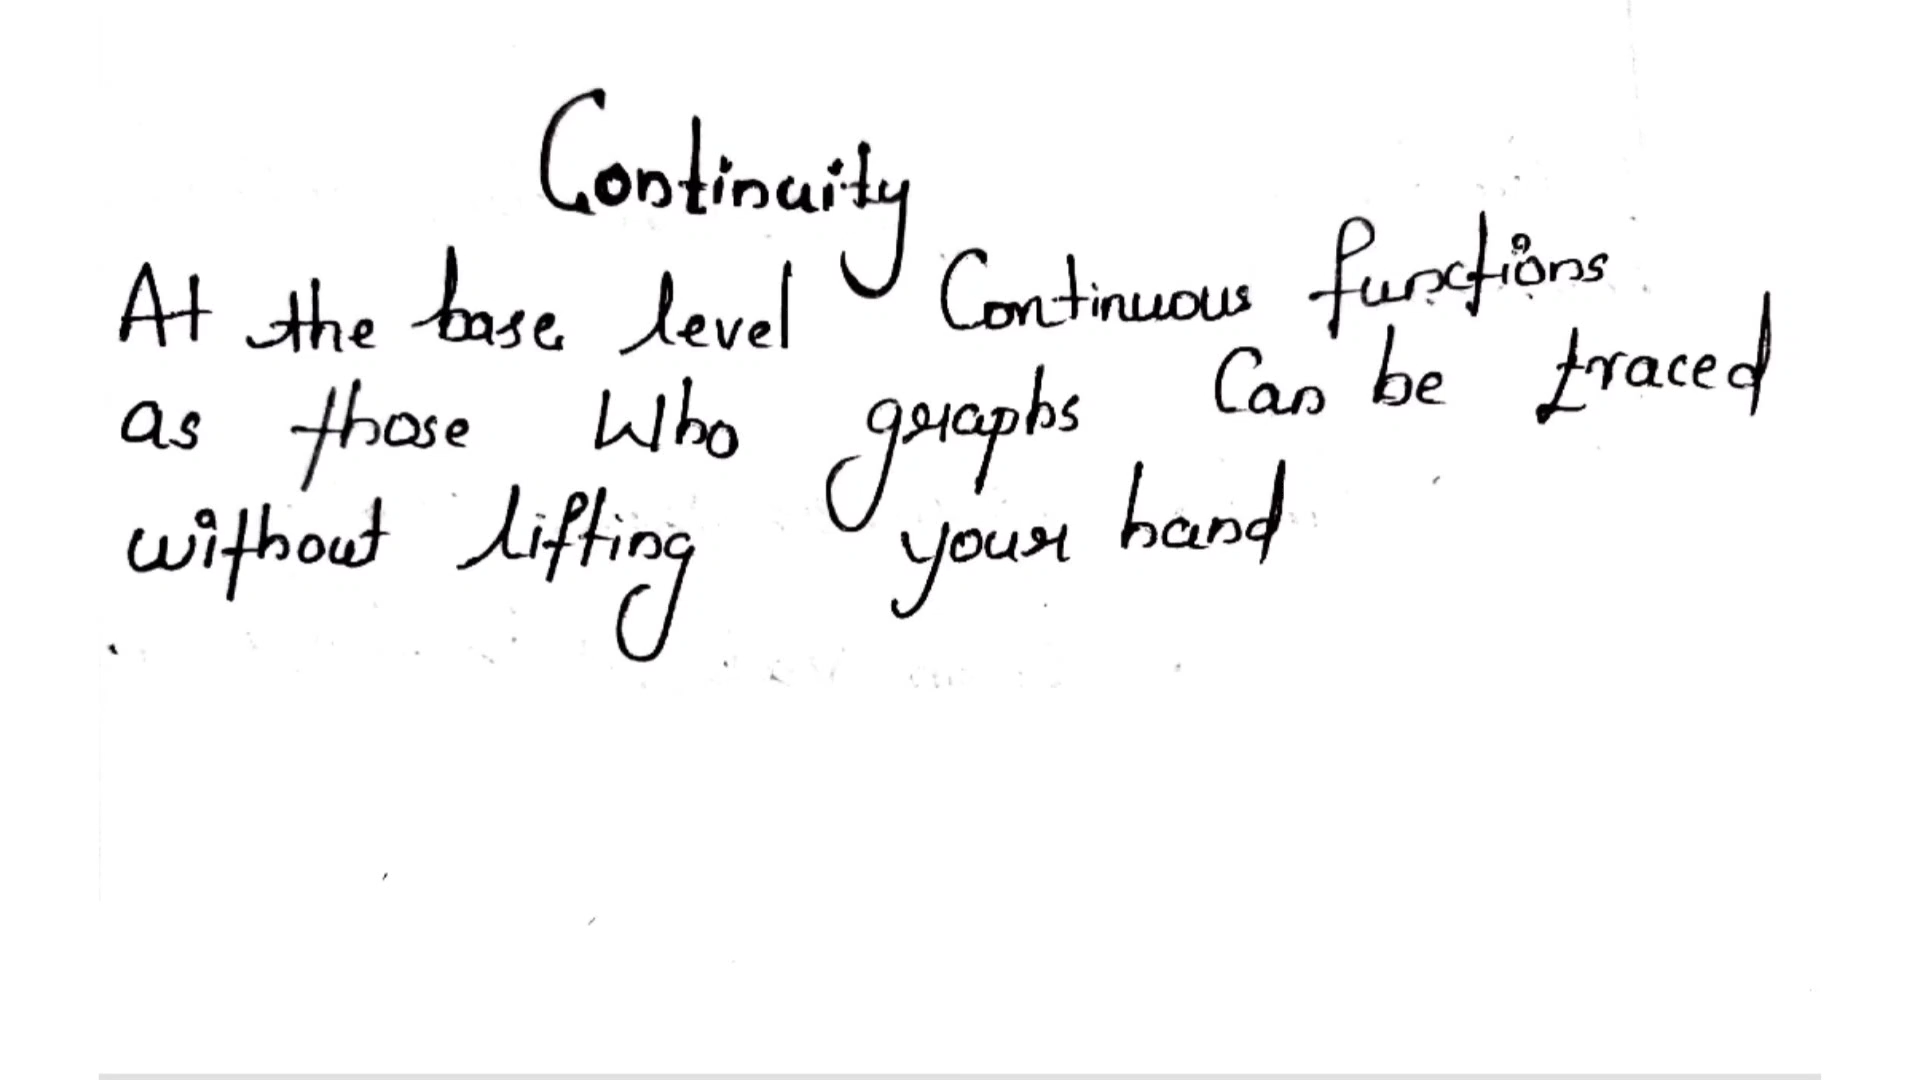 Continuity
At the base level Continuous functions
as those Who graphs Can be traced
without lifting your hand